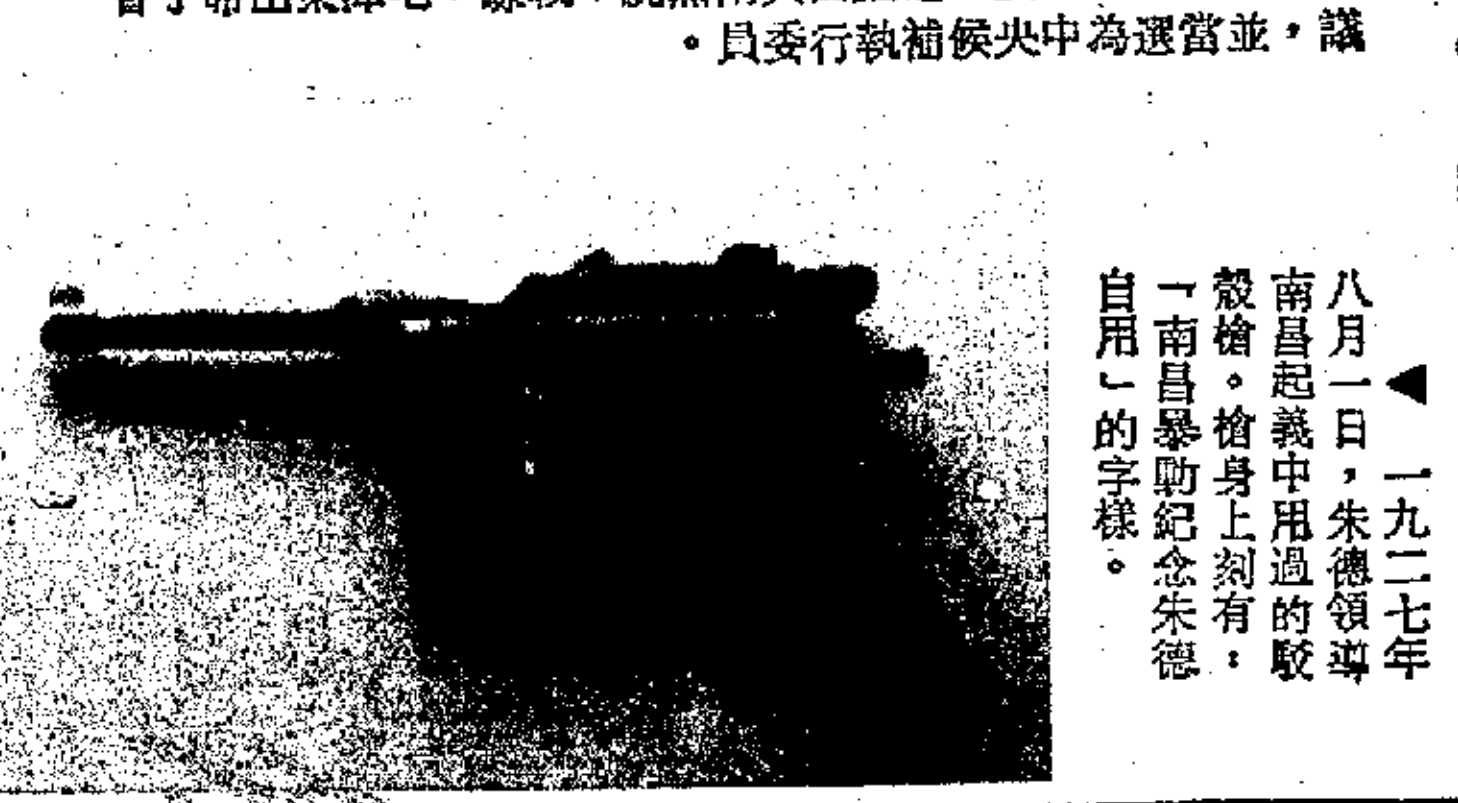 議，並當選為中央候補執行委員。
◀ 一九二七年
八月一日，朱德領導
南昌起義中用過的駁
殼槍。槍身上刻有：
「南昌暴動紀念朱德
自用」的字樣。